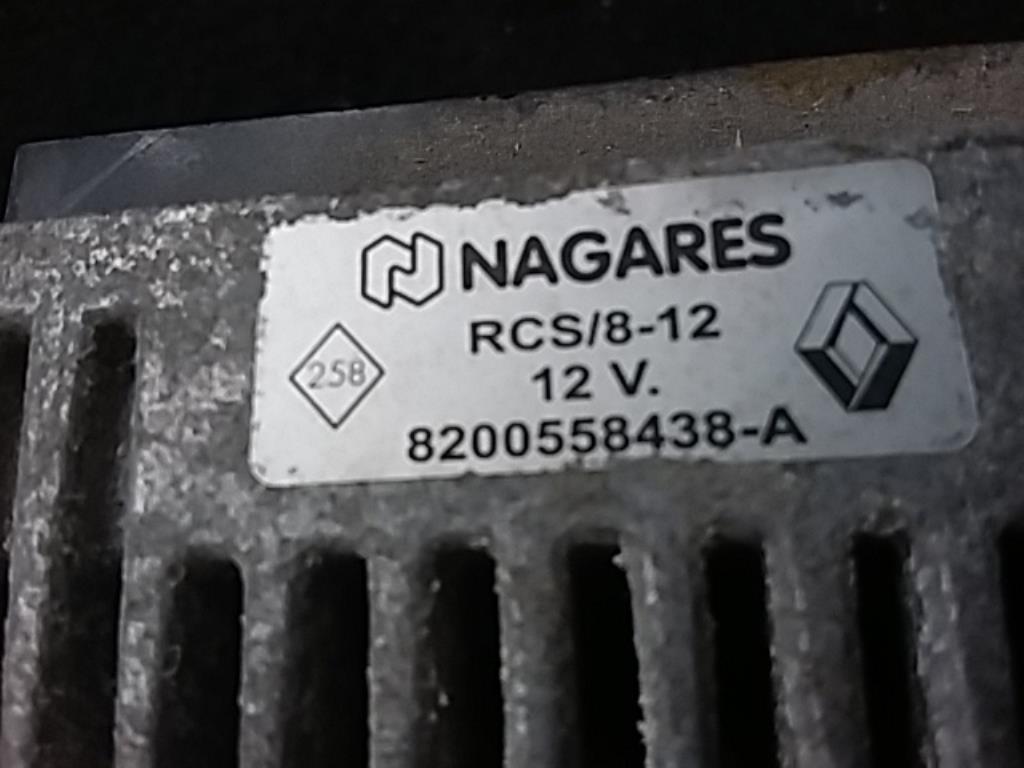 NAGARES
RCS/8-12
258
12 V.
8200558438-A